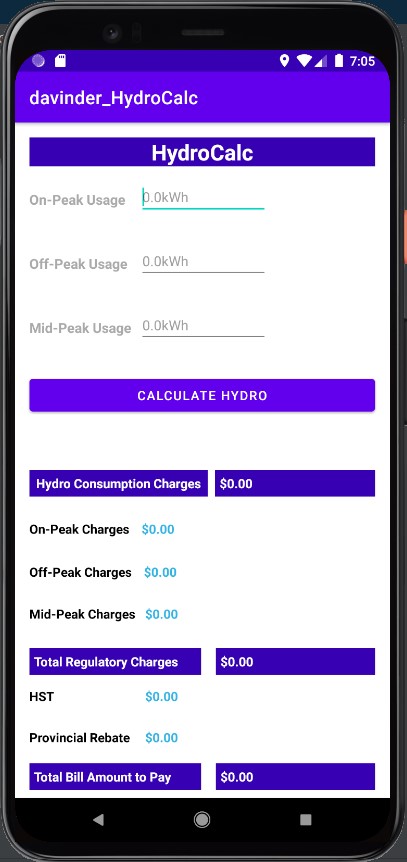 7:05
davinder_HydroCalc
HydroCalc
On-Peak Usage 0.0kWh
Off-Peak Usage 0.0kWh
Mid-Peak Usage 0.0kWh
CALCULATE HYDRO
Hydro Consumption Charges $0.00
On-Peak Charges $0.00
Off-Peak Charges $0.00
Mid-Peak Charges $0.00
Total Regulatory Charges $0.00
HST $0.00
Provincial Rebate $0.00
Total Bill Amount to Pay $0.00